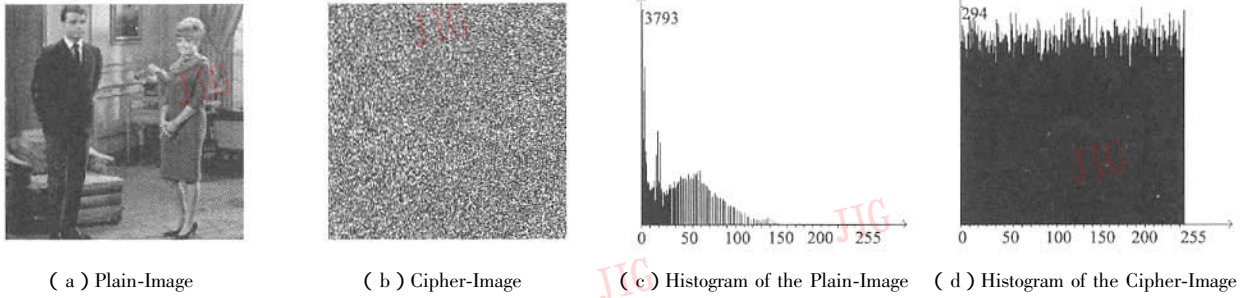 JIG
JIG
3793
0 50 100 150 200 255
JIG
294
JIG
0 50 100 150 200 255
( a ) Plain-Image
( b ) Cipher-Image
JIG
( c ) Histogram of the Plain-Image
( d ) Histogram of the Cipher-Image